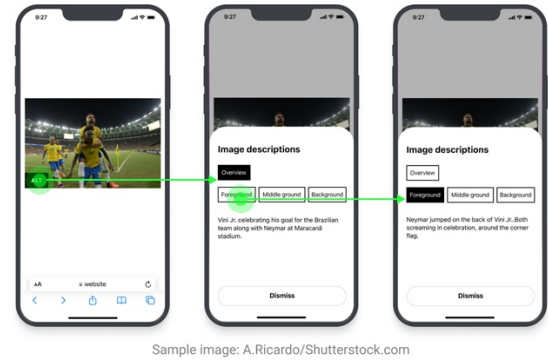 9:27
ALT
AA
website
9:27
Image descriptions
Overview
Foreground
Middle ground
Background
Vini Jr. celebrating his goal for the Brazilian
team along with Neymar at Maracanã
stadium.
Dismiss
9:27
Image descriptions
Overview
Foreground
Middle ground
Background
Neymar jumped on the back of Vini Jr..Both
screaming in celebration, around the corner
flag.
Dismiss
Sample image: A.Ricardo/Shutterstock.com